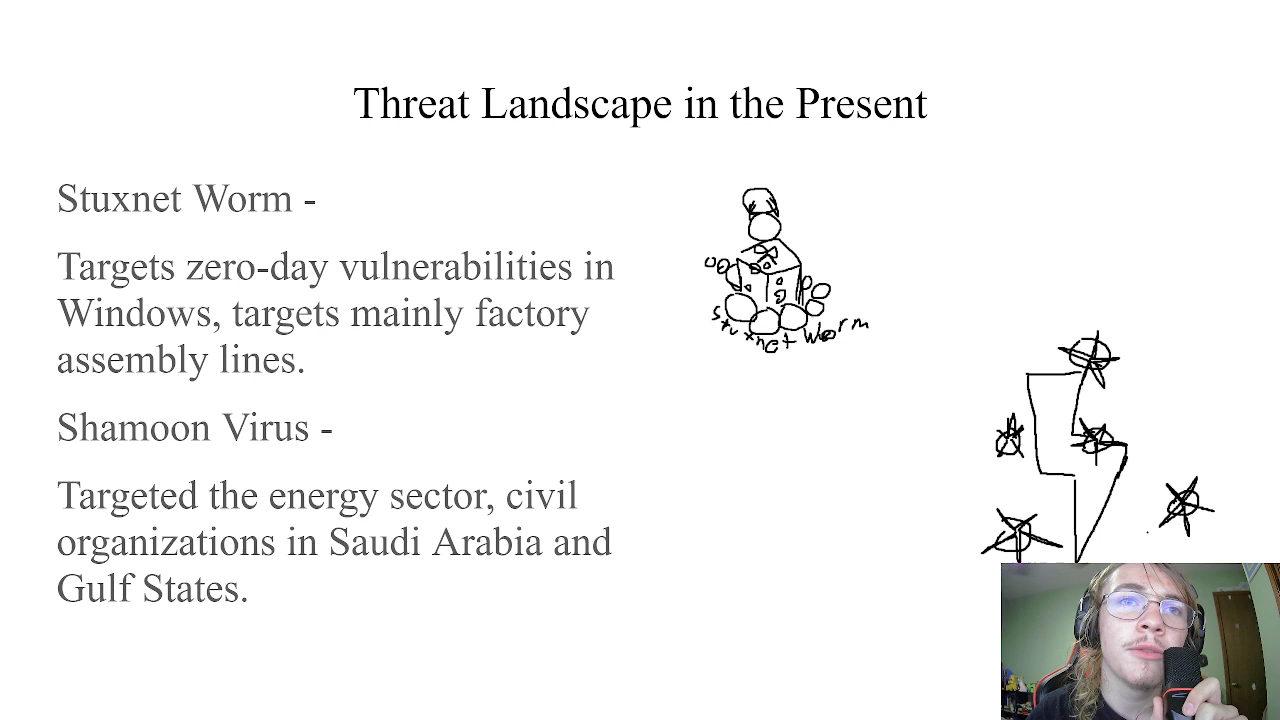 Threat Landscape in the Present
Stuxnet Worm -
Targets zero-day vulnerabilities in
Windows, targets mainly factory
assembly lines.
Shamoon Virus -
Targeted the energy sector, civil
organizations in Saudi Arabia and
Gulf States.
stuxnet Worm